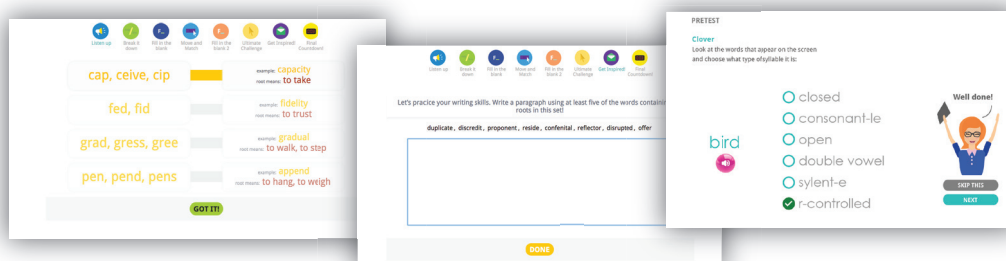 Listen up
Break it down
Fill in the blank
Move and Match
Fill in the blank 2
Ultimate Challenge
Get Inspired!
Final Countdown
cap, ceive, cip
example: capacity
root means: to take
fed, fid
example: fidelity
root means: to trust
grad, gress, gree
example: gradual
root means: to walk, to step
pen, pend, pens
example: append
root means: to hang, to weigh
GOT IT!
Listen up
Break it down
Fill in the blank
Move and Match
Fill in the blank 2
Ultimate Challenge
Get Inspired!
Final Countdown
Let's pracice your writing skills. Write a paragraph using at least five of the words containing
roots in this set!
duplicate, discredit, proponent, reside, confenital, reflector, disrupted, offer
DONE
PRETEST
Clover
Look at the words that appear on the screen
and choose what type ofsyllable it is:
bird
closed
consonant-le
open
double vowel
sylent-e
r-controlled
Well done!
SKIP THIS
NEXT